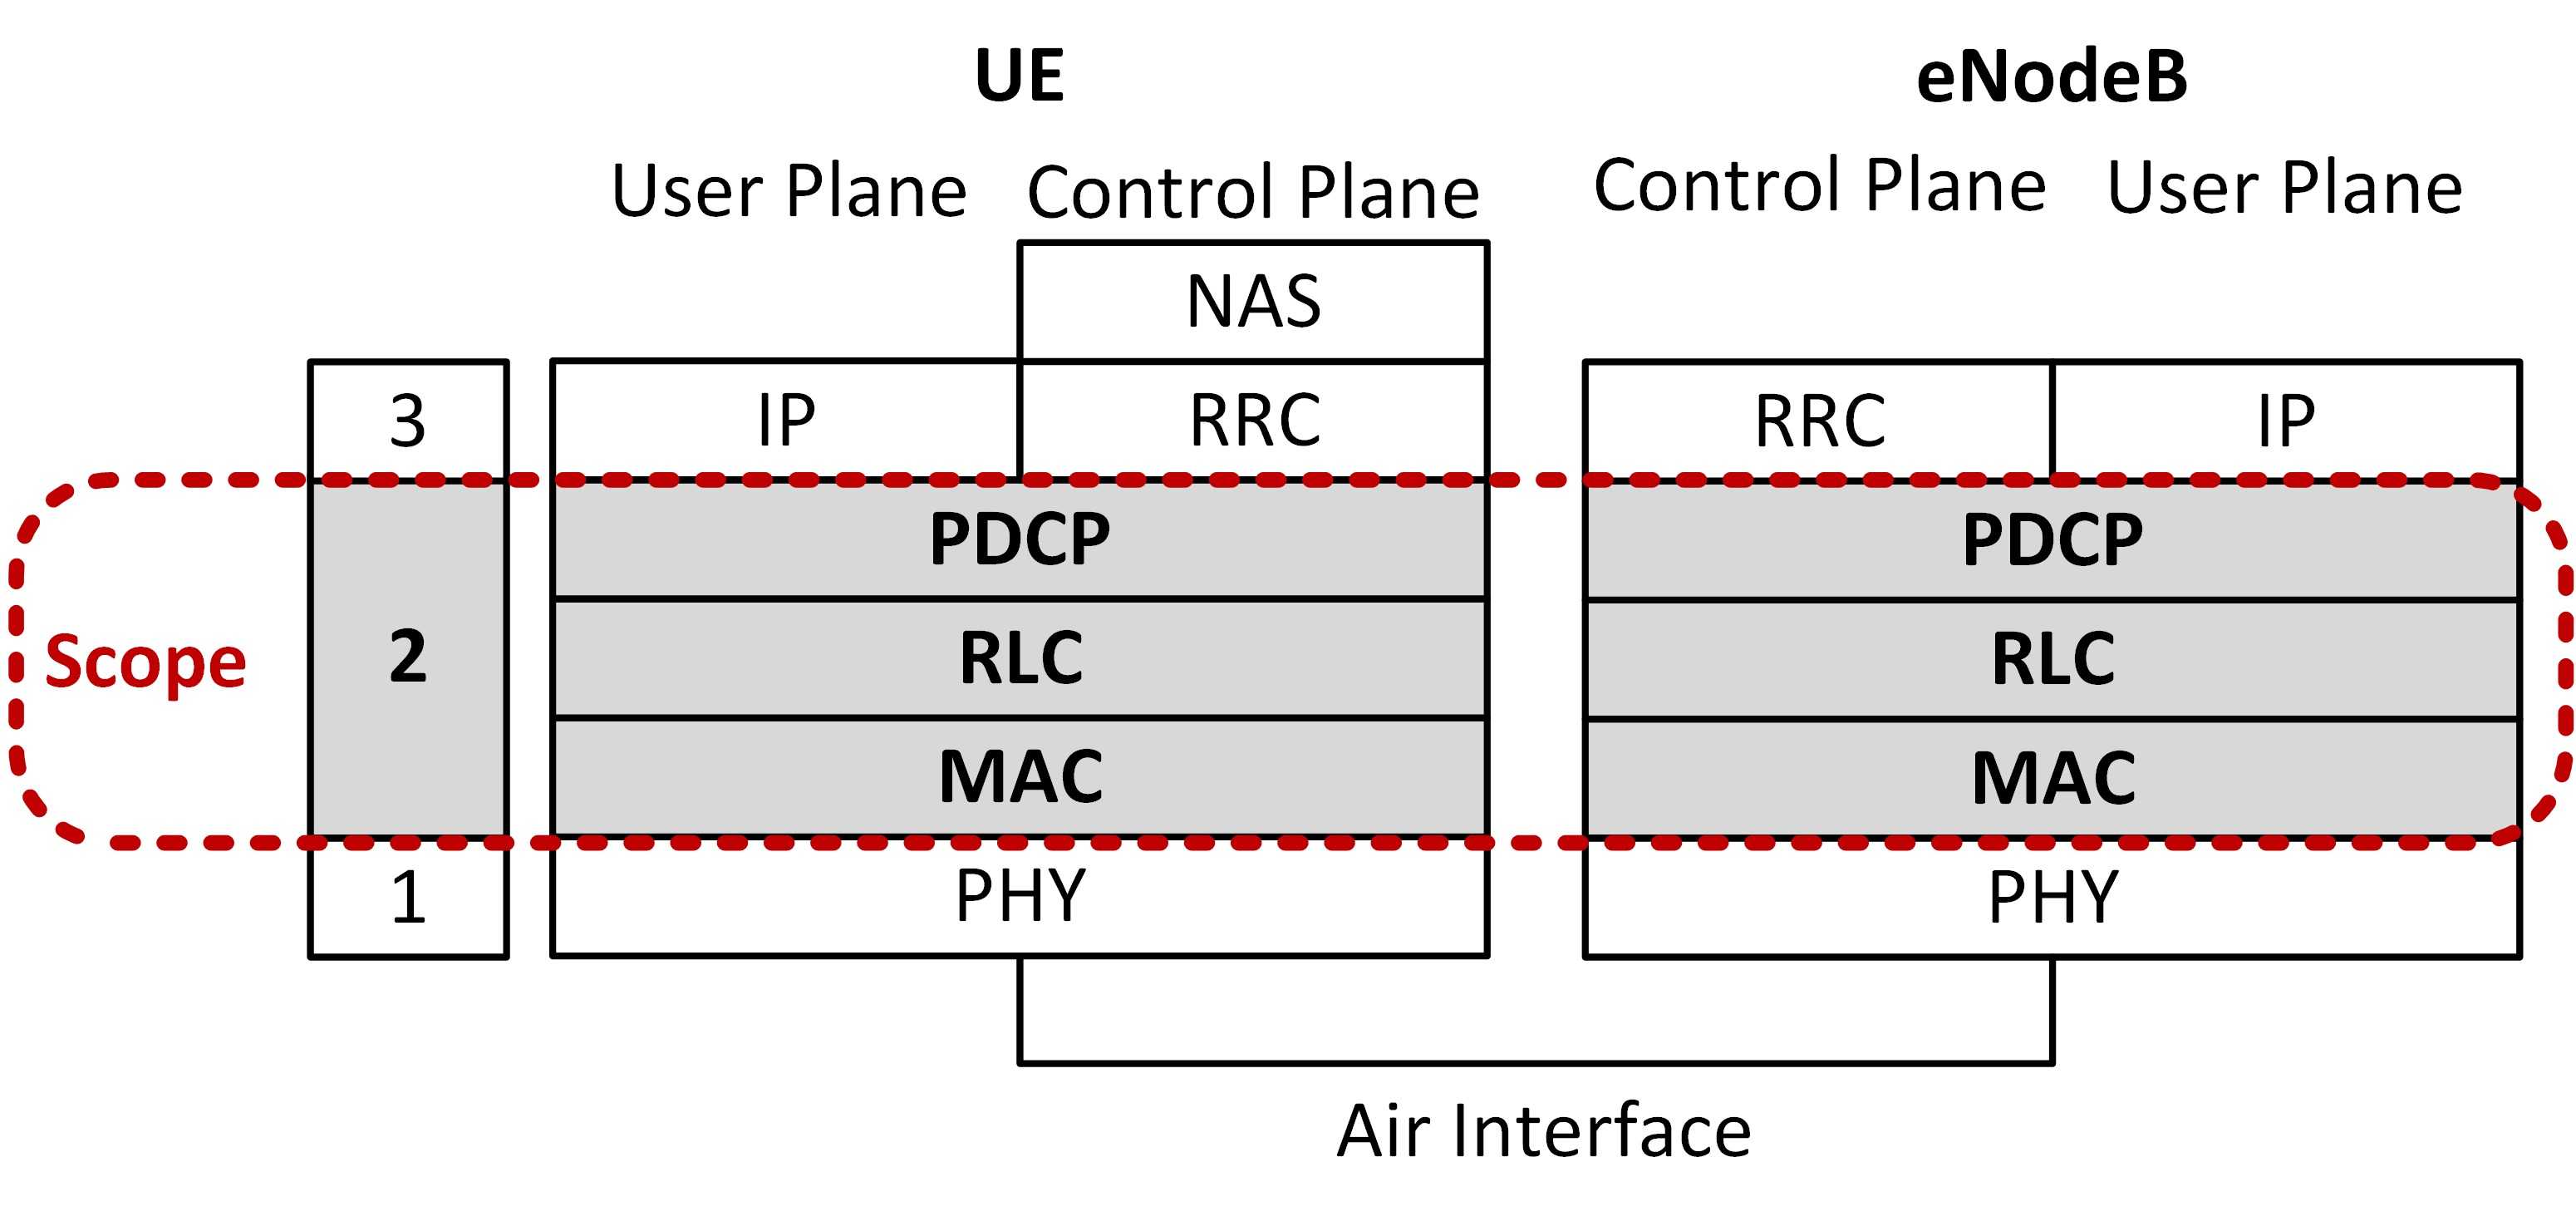 UE
eNodeB
User Plane
Control Plane
Control Plane
User Plane
NAS
3
IP
RRC
RRC
IP
PDCP
PDCP
Scope
2
RLC
RLC
MAC
MAC
1
PHY
PHY
Air Interface